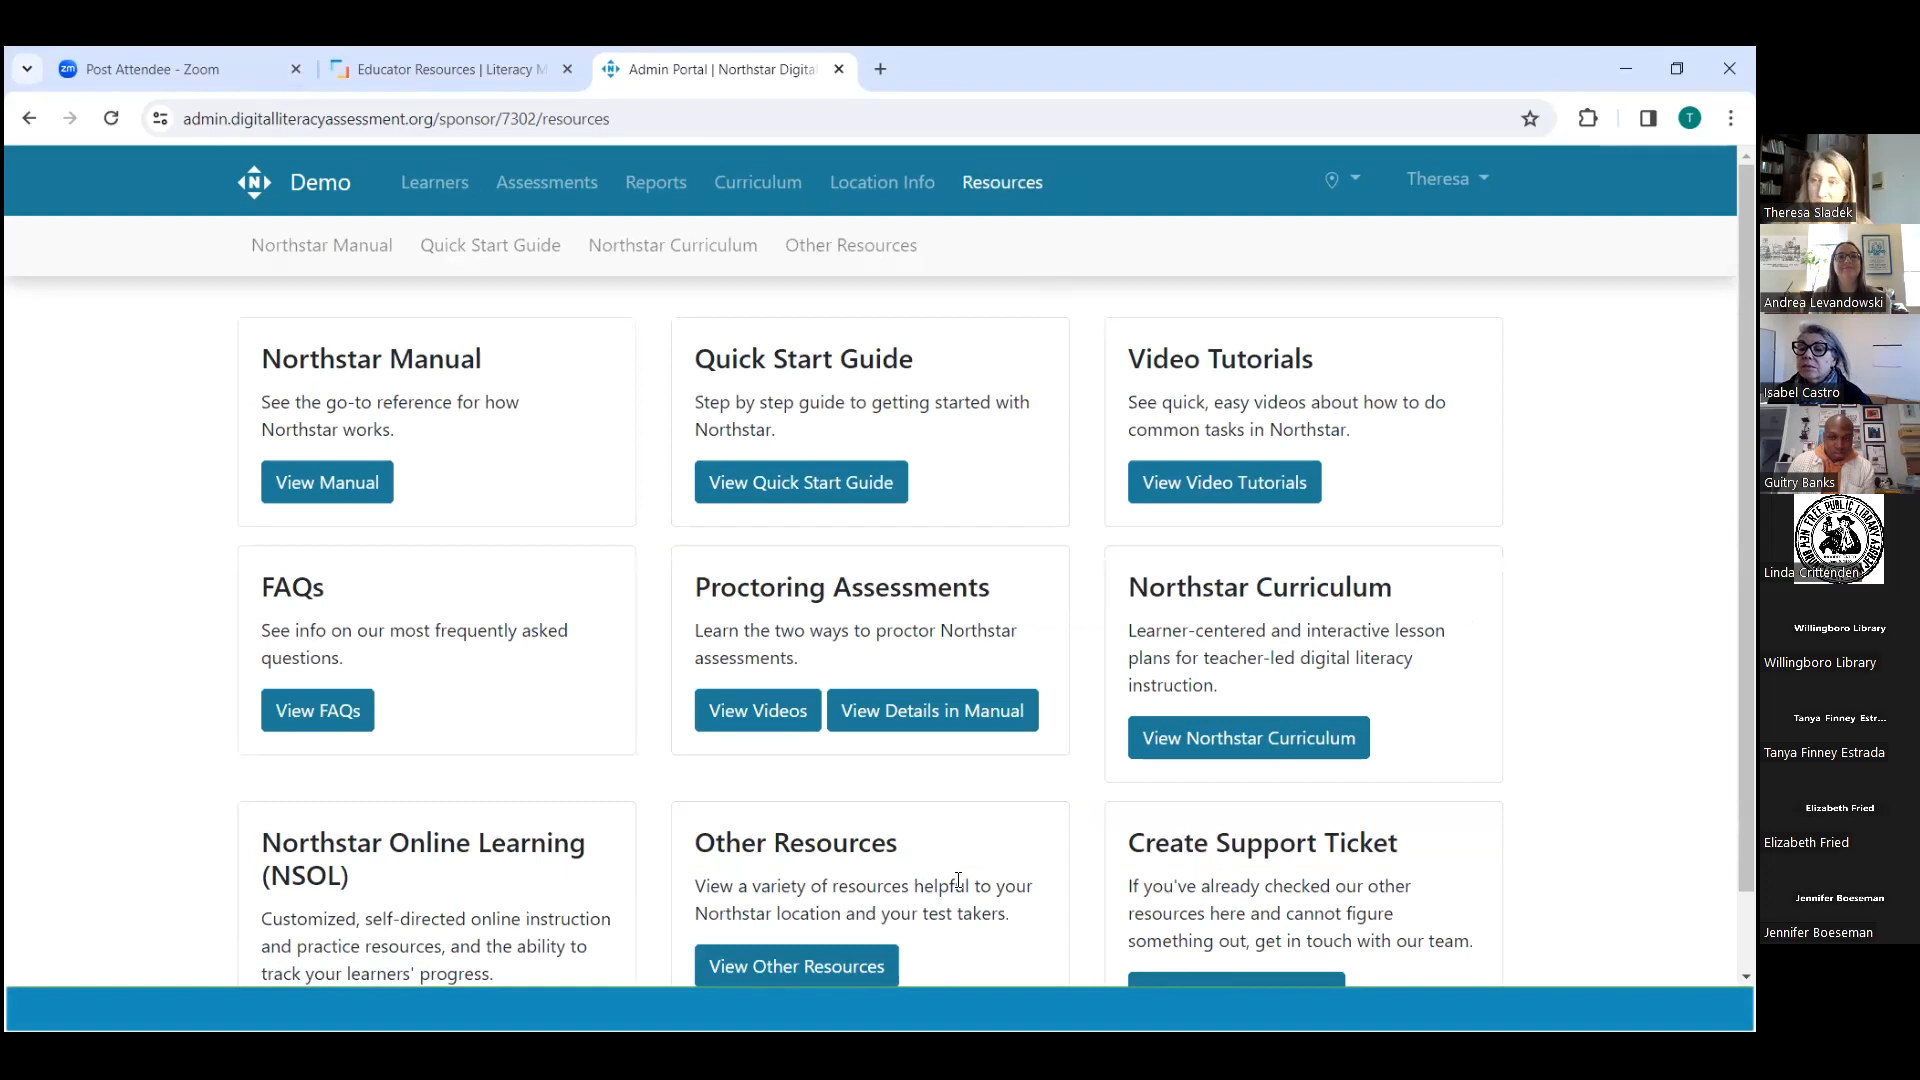 zm Post Attendee - Zoom
Educator Resources | Literacy M
Admin Portal | Northstar Digital
admin.digitalliteracyassessment.org/sponsor/7302/resources
T
N Demo Learners Assessments Reports Curriculum Location Info Resources Theresa
Northstar Manual Quick Start Guide Northstar Curriculum Other Resources
Northstar Manual
See the go-to reference for how
Northstar works.
View Manual
Quick Start Guide
Step by step guide to getting started with
Northstar.
View Quick Start Guide
Video Tutorials
See quick, easy videos about how to do
common tasks in Northstar.
View Video Tutorials
FAQs
See info on our most frequently asked
questions.
View FAQs
Proctoring Assessments
Learn the two ways to proctor Northstar
assessments.
View Videos View Details in Manual
Northstar Curriculum
Learner-centered and interactive lesson
plans for teacher-led digital literacy
instruction.
View Northstar Curriculum
Northstar Online Learning
(NSOL)
Customized, self-directed online instruction
and practice resources, and the ability to
track your learners' progress.
Other Resources
View a variety of resources helpful to your
Northstar location and your test takers.
View Other Resources
Create Support Ticket
If you've already checked our other
resources here and cannot figure
something out, get in touch with our team.
Theresa Sladek
Andrea Levandowski
Isabel Castro
Guitry Banks
FREE PUBLIC LIBRARY
Linda Crittenden
Willingboro Library
Willingboro Library
Tanya Finney Estr...
Tanya Finney Estrada
Elizabeth Fried
Elizabeth Fried
Jennifer Boeseman
Jennifer Boeseman